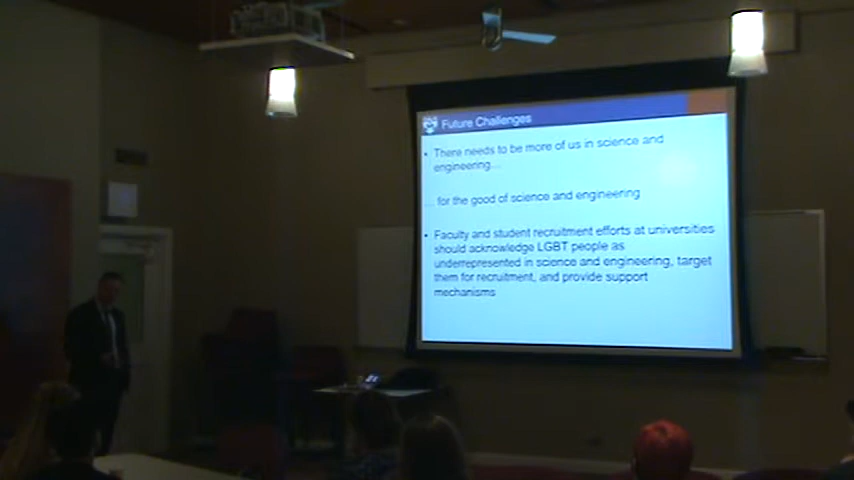 Future Challenges
• There needs to be more of us in science and
engineering…
… for the good of science and engineering
• Faculty and student recruitment efforts at universities
should acknowledge LGBT people as
underrepresented in science and engineering, target
them for recruitment, and provide support
mechanisms